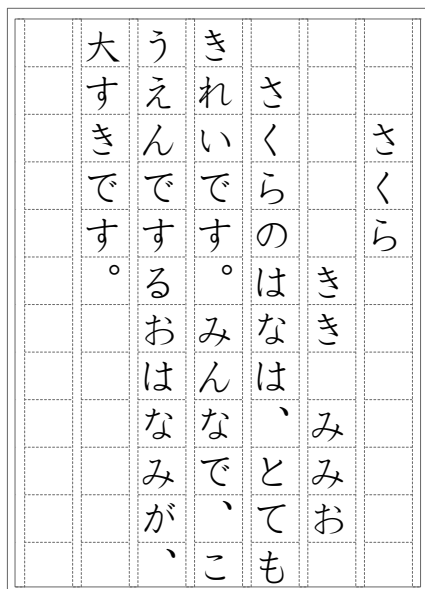 さくら
きき　みみお
さくらのはなは、とても
きれいです。みんなで、こ
うえんでするおはなみが、
大すきです。